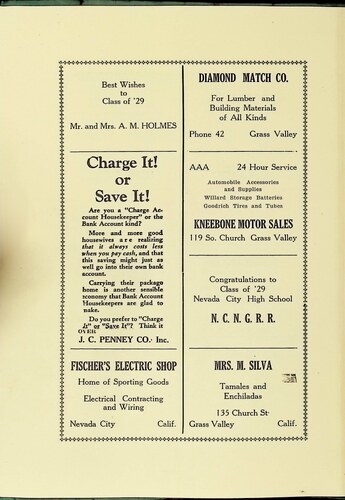 Best Wishes
to
Class of '29
Mr. and Mrs. A. M. HOLMES
Charge It!
or
Save It!
Are you a "Charge Ac-
count Housekeeper" or the
Bank Account kind?
More and more good
housewives are realizing
that it always costs less
when you pay cash, and that
this saving might just as
well go into their own bank
account.
Carrying their package
home is another sensible
economy that Bank Account
Housekeepers are glad to
make.
Do you prefer to "Charge
It" or "Save It"? Think it
over.
J. C. PENNEY CO. Inc.
FISCHER'S ELECTRIC SHOP
Home of Sporting Goods
Electrical Contracting
and Wiring
Nevada City Calif.
DIAMOND MATCH CO.
For Lumber and
Building Materials
of All Kinds
Phone 42 Grass Valley
AAA 24 Hour Service
Automobile Accessories
and Supplies
Willard Storage Batteries
Goodrich Tires and Tubes
KNEEBONE MOTOR SALES
119 So. Church Grass Valley
Congratulations to
Class of '29
Nevada City High School
N. C. N. G. R. R.
MRS. M. SILVA
Tamales and
Enchiladas
135 Church St.
Grass Valley Calif.